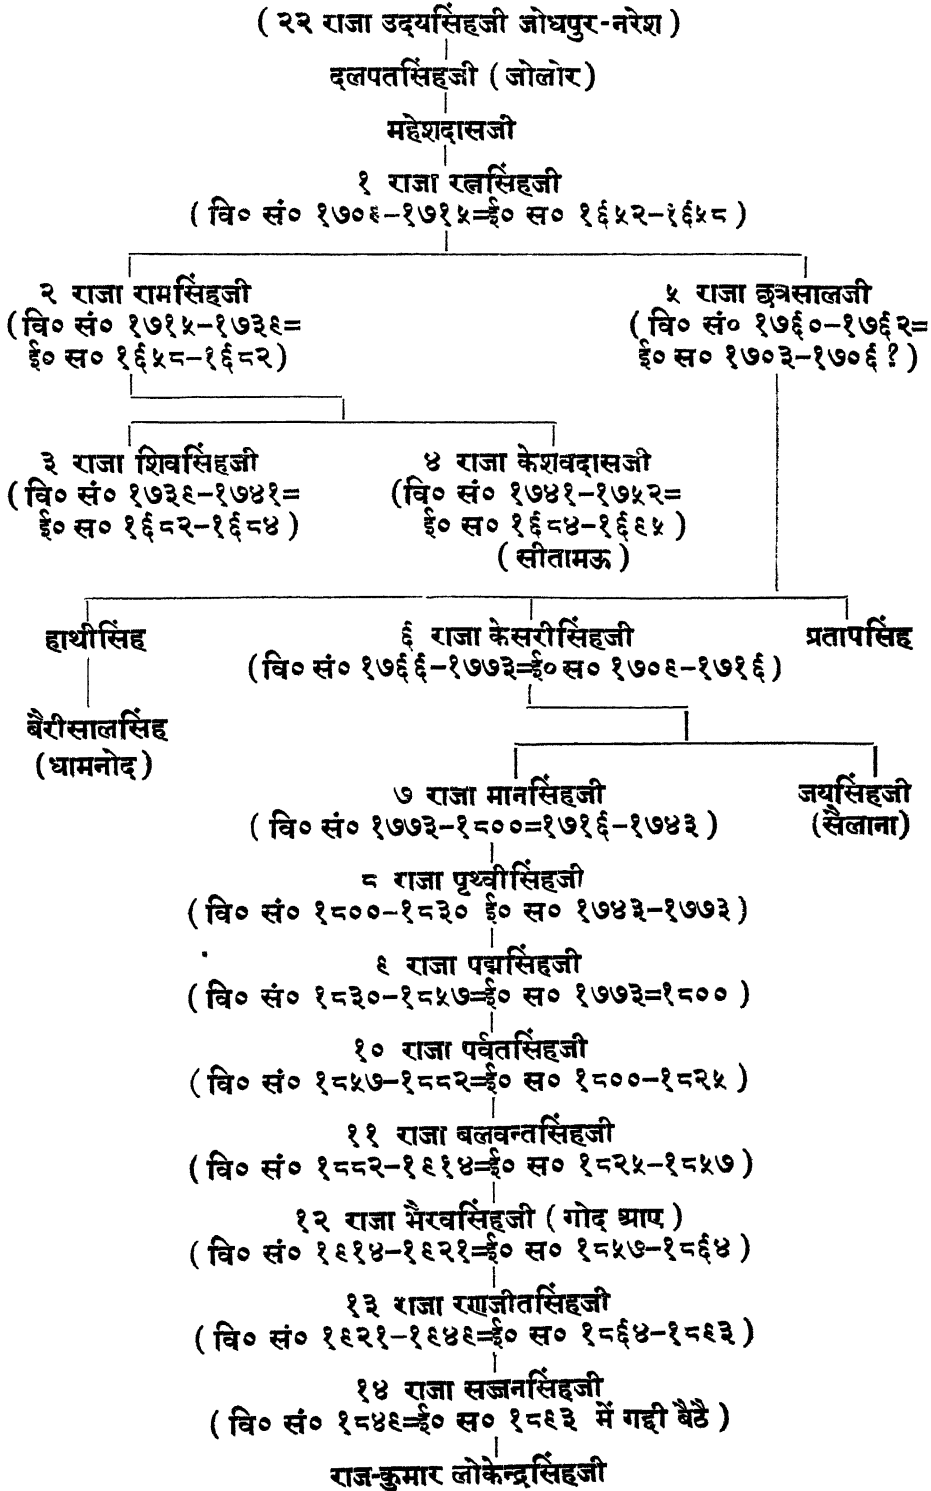 ( २२ राजा उदयसिंहजी जोधपुर-नरेश )
दलपतसिंहजी ( जोलोर )
महेशदासजी
१ राजा रत्नसिंहजी
( वि० सं० १७०९-१७१५=ई० स० १६५२-१६५८ )
२ राजा रामसिंहजी
( वि० सं० १७१५-१७३९=
ई० स० १६५८-१६८२ )
५ राजा छत्रसालजी
( वि० सं० १७६०-१७६२=
ई० स० १७०३-१७०६ ? )
३ राजा शिवसिंहजी
( वि० सं० १७३९-१७४१=
ई० स० १६८२-१६८४ )
४ राजा केशवदासजी
( वि० सं० १७४१-१७५२=
ई० स० १६८४-१६९५ )
( सीतामऊ )
हाथीसिंह
६ राजा केसरीसिंहजी
( वि० सं० १७६६-१७७३=ई० स० १७०९-१७१६ )
प्रतापसिंह
बैरीसालसिंह
( धामनोद )
७ राजा मानसिंहजी
( वि० सं० १७७३-१८००=१७१६-१७४३ )
जयसिंहजी
(सैलाना)
८ राजा पृथ्वीसिंहजी
( वि० सं० १८००-१८३० ई० स० १७४३-१७७३ )
९ राजा पद्मसिंहजी
( वि० सं० १८३०-१८५७=ई० स० १७७३=१८०० )
१० राजा पर्वतसिंहजी
( वि० सं० १८५७-१८८२=ई० स० १८००-१८२५ )
११ राजा बलवन्तसिंहजी
( वि० सं० १८८२-१९१४=ई० स० १८२५-१८५७ )
१२ राजा भैरवसिंहजी ( गोद आए )
( वि० सं० १९१४-१९२१=ई० स० १८५७-१८६४ )
१३ राजा रणजीतसिंहजी
( वि० सं० १९२१-१९४९=ई० स० १८६४-१८९३ )
१४ राजा सज्जनसिंहजी
( वि० सं० १८४९=ई० स० १८९३ में गद्दी बैठै )
राज-कुमार लोकेन्द्रसिंहजी